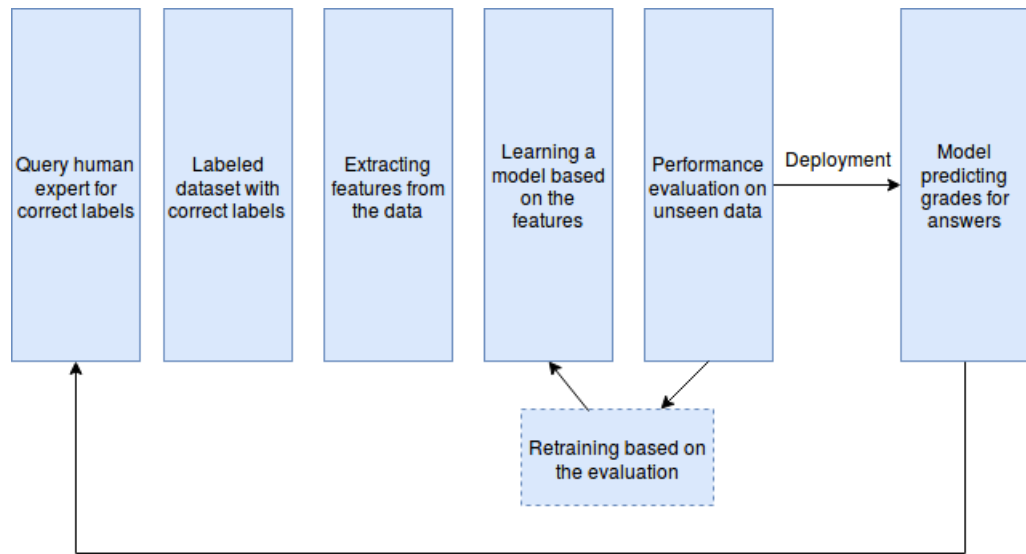 Query human
expert for
correct labels
Labeled
dataset with
correct labels
Extracting
features from
the data
Learning a
model based
on the
features
Performance
evaluation on
unseen data
Deployment
Model
predicting
grades for
answers
Retraining based on
the evaluation